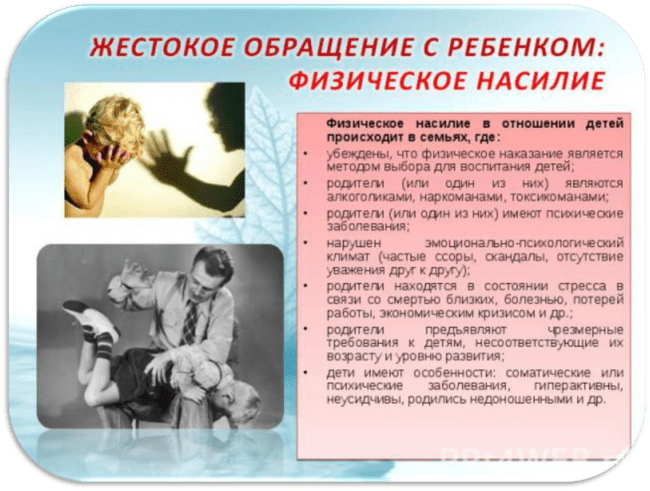 ЖЕСТОКОЕ ОБРАЩЕНИЕ С РЕБЕНКОМ:
ФИЗИЧЕСКОЕ НАСИЛИЕ
Физическое насилие в отношении детей
происходит в семьях, где:
• убеждены, что физическое наказание является
методом выбора для воспитания детей;
• родители (или один из них) являются
алкоголиками, наркоманами, токсикоманами;
• родители (или один из них) имеют психические
заболевания;
• нарушен эмоционально-психологический
климат (частые ссоры, скандалы, отсутствие
уважения друг к другу);
• родители находятся в состоянии стресса в
связи со смертью близких, болезнью, потерей
работы, экономическим кризисом и др.;
• родители предъявляют чрезмерные
требования к детям, несоответствующие их
возрасту и уровню развития;
• дети имеют особенности: соматические или
психические заболевания, гиперактивны,
неусидчивы, родились недоношенными и др.